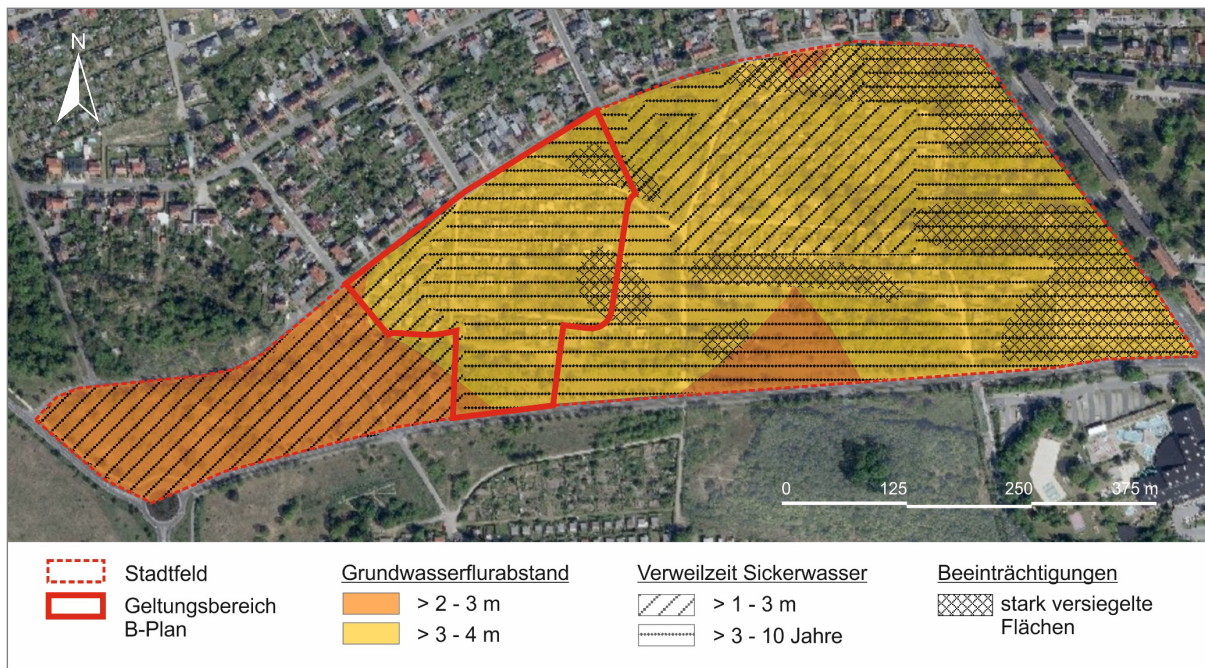 N
0 125 250 375 m
Stadtfeld
Geltungsbereich
B-Plan
Grundwasserflurabstand
> 2 - 3 m
> 3 - 4 m
Verweilzeit Sickerwasser
> 1 - 3 m
> 3 - 10 Jahre
Beeinträchtigungen
stark versiegelte
Flächen